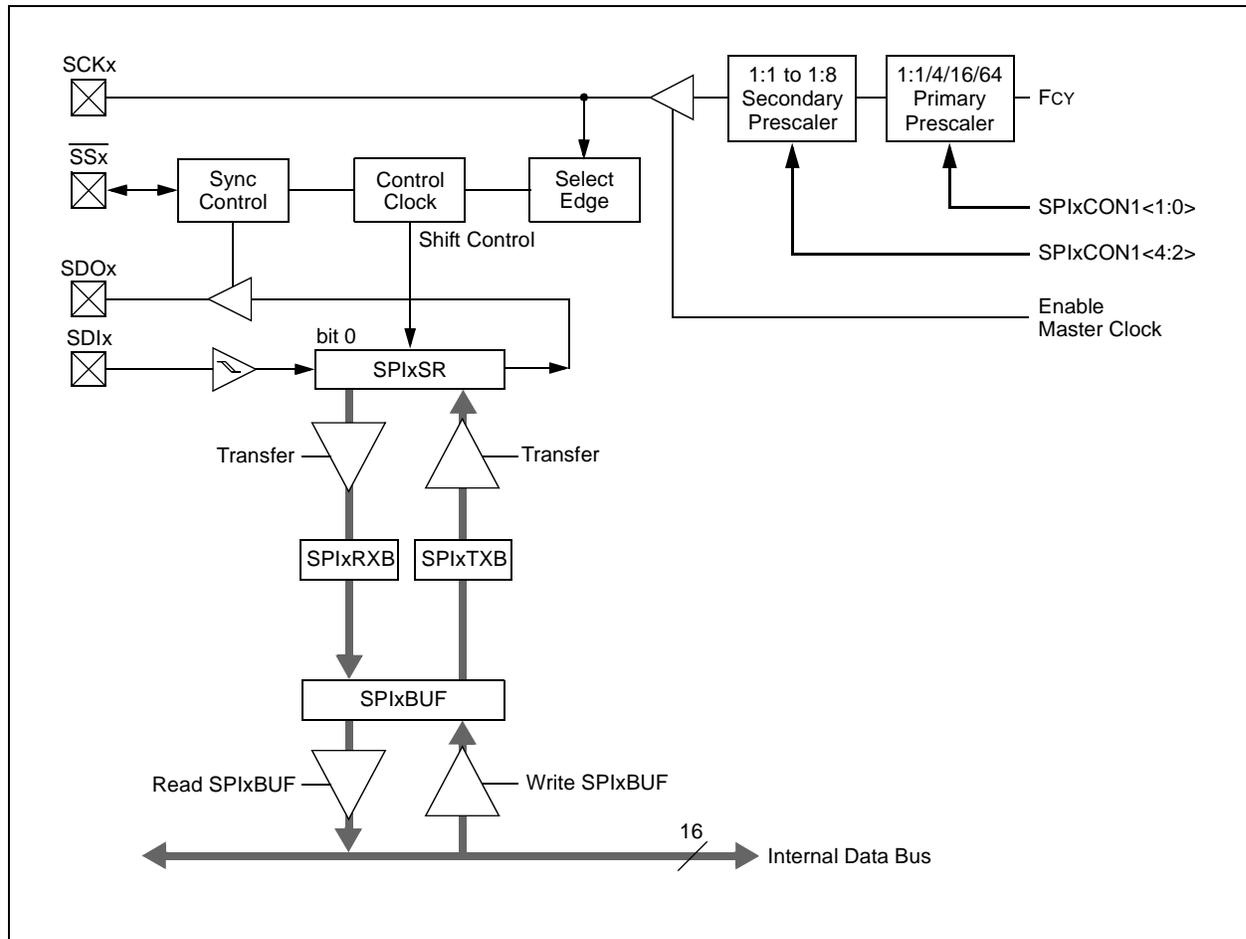 SCKx
1:1 to 1:8
Secondary
Prescaler
1:1/4/16/64
Primary
Prescaler
FCY
SSx
Sync
Control
Control
Clock
Select
Edge
SPIxCON1<1:0>
Shift Control
SPIxCON1<4:2>
SDOx
Enable
Master Clock
SDIx
bit 0
SPIxSR
Transfer
Transfer
SPIxRXB
SPIxTXB
SPIxBUF
Read SPIxBUF
Write SPIxBUF
16
Internal Data Bus